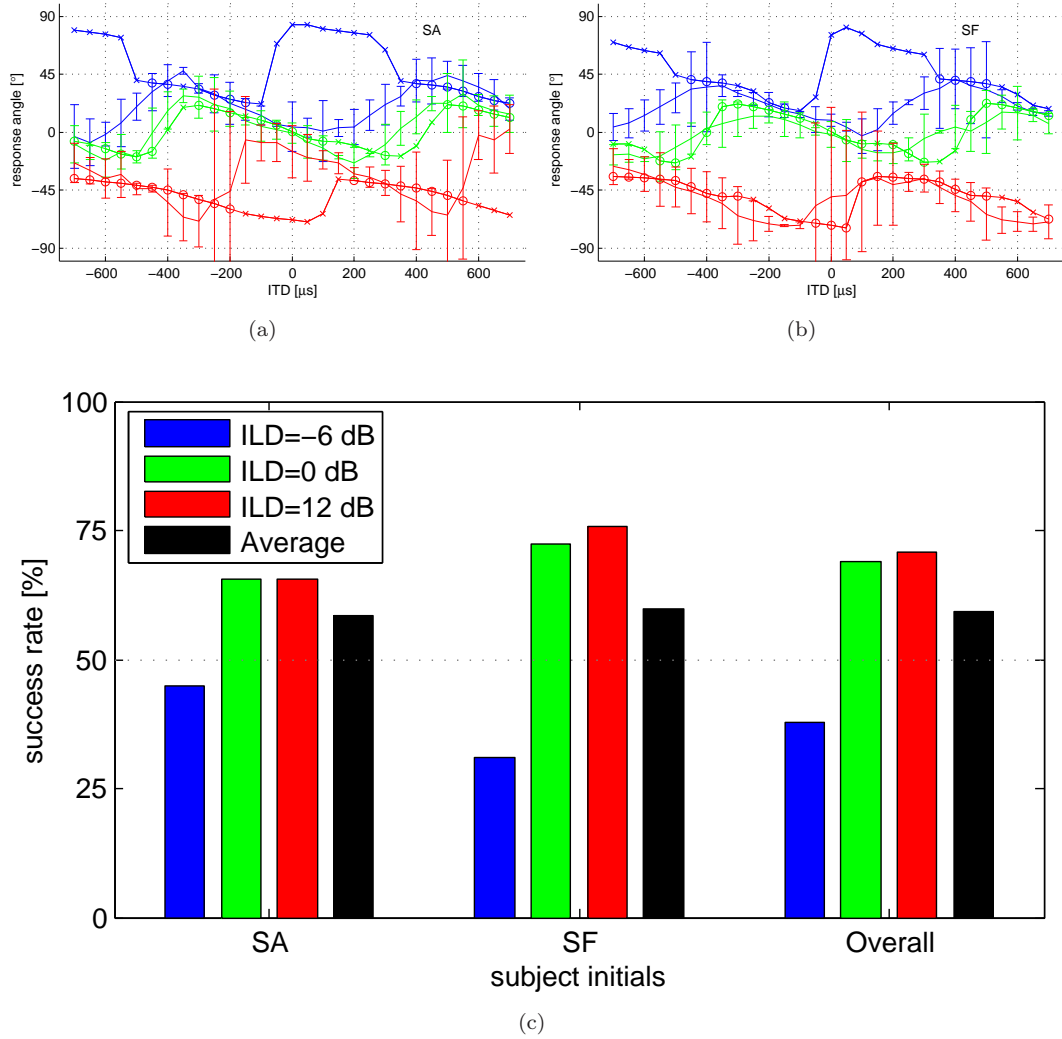 90
45
0
−45
−90
response angle [°]
SA
−600 −400 −200 0 200 400 600
ITD [µs]
(a)
90
45
0
−45
−90
response angle [°]
SF
−600 −400 −200 0 200 400 600
ITD [µs]
(b)
100
75
50
25
0
success rate [%]
ILD=−6 dB
ILD=0 dB
ILD=12 dB
Average
SA SF Overall
subject initials
(c)